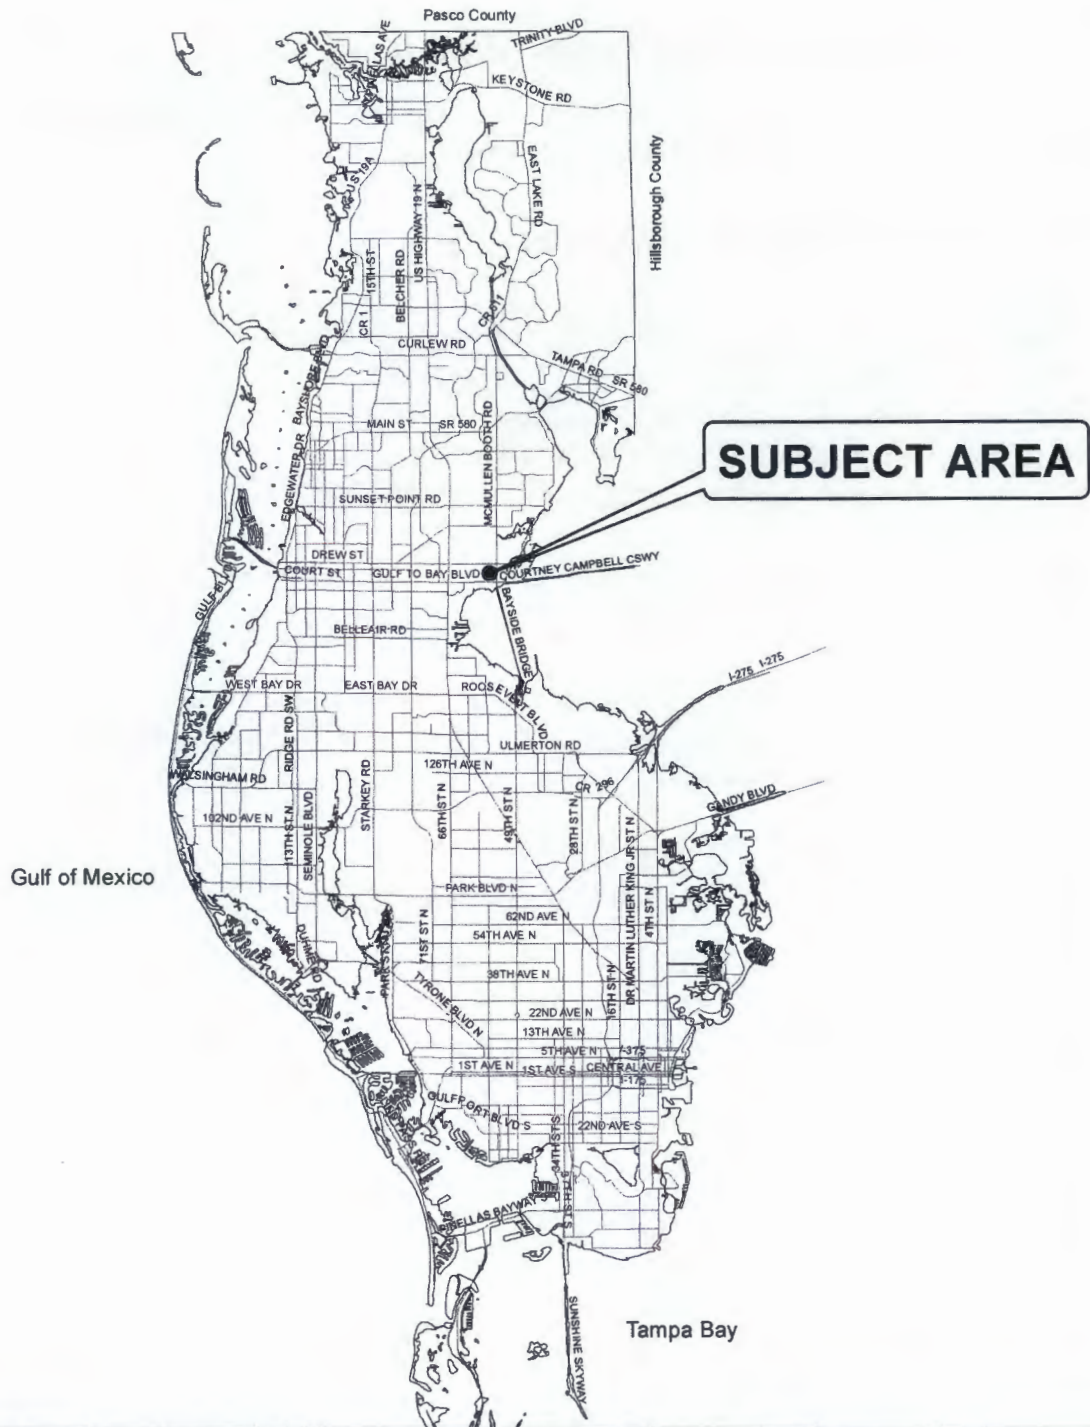 Pasco County
TRINITY BLVD
KEYSTONE RD
EAST LAKE RD
Hillsborough County
US 19A
US HIGHWAY 19 N
15TH ST
BELCHER RD
CR 1
CR 611
CURLEW RD
TAMPA RD SR 580
BAYSHORE BLVD
EDGEWATER DR
MAIN ST SR 580
MCMULLEN BOOTH RD
SUBJECT AREA
SUNSET POINT RD
DREW ST
COURT ST
GULF TO BAY BLVD
COURTNEY CAMPBELL CSWY
BAYSIDE BRIDGE
BELLEAIR RD
WEST BAY DR
EAST BAY DR
ROOSEVELT BLVD
I-275 I-275
ULMERTON RD
RIDGE RD SW
126TH AVE N
WALSINGHAM RD
CR 296
GANDY BLVD
STARKEY RD
66TH ST N
49TH ST N
28TH ST N
102ND AVE N
113TH ST N
SEMINOLE BLVD
Gulf of Mexico
PARK BLVD N
DR MARTIN LUTHER KING JR ST N
4TH ST N
62ND AVE N
54TH AVE N
71ST ST N
DUHME RD
38TH AVE N
16TH ST N
TYRONE BLVD N
22ND AVE N
13TH AVE N
5TH AVE N
I-375
1ST AVE N
1ST AVE S
CENTRAL AVE
I-175
GULFPORT BLVD S
22ND AVE S
34TH ST S
SUNSHINE SKYWAY
Tampa Bay